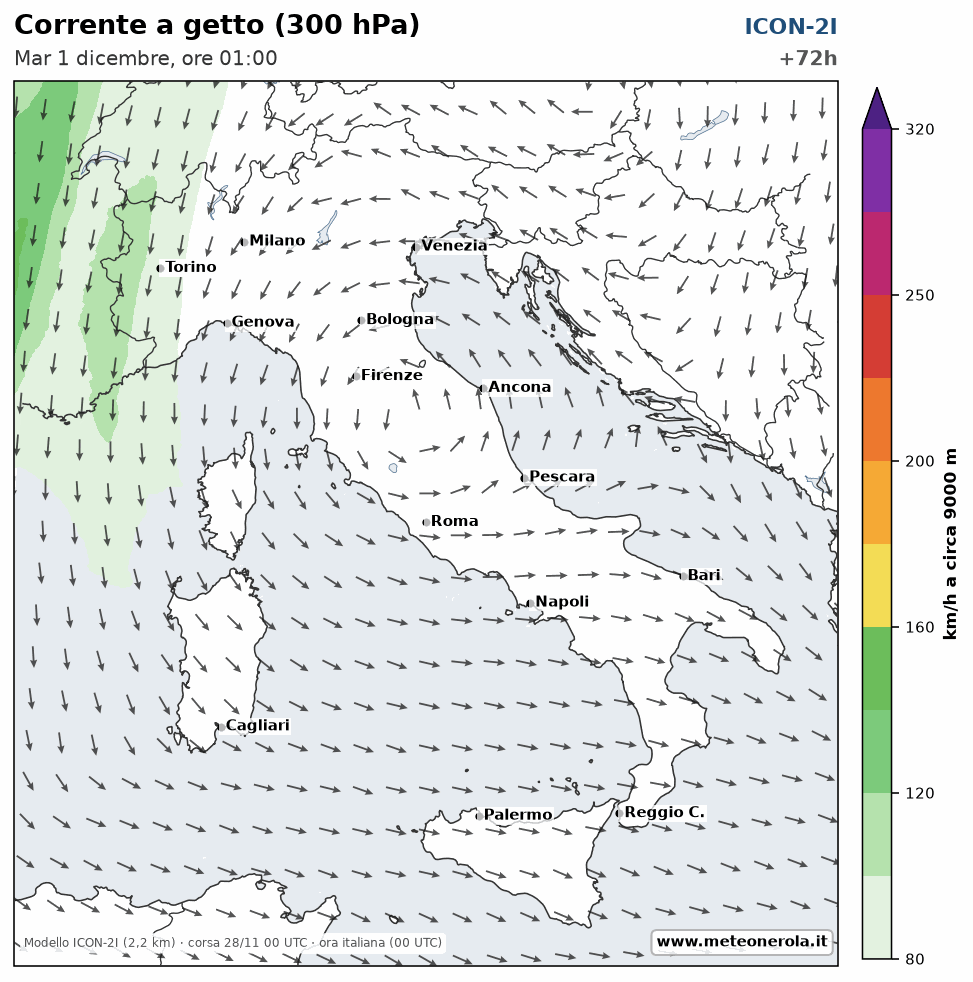 Corrente a getto (300 hPa)
ICON-2I
Mar 1 dicembre, ore 01:00
+72h
Milano
Venezia
Torino
Genova
Bologna
Firenze
Ancona
Pescara
Roma
Bari
Napoli
Cagliari
Palermo
Reggio C.
320
250
200
160
120
80
km/h a circa 9000 m
Modello ICON-2I (2,2 km) · corsa 28/11 00 UTC · ora italiana (00 UTC)
www.meteonerola.it